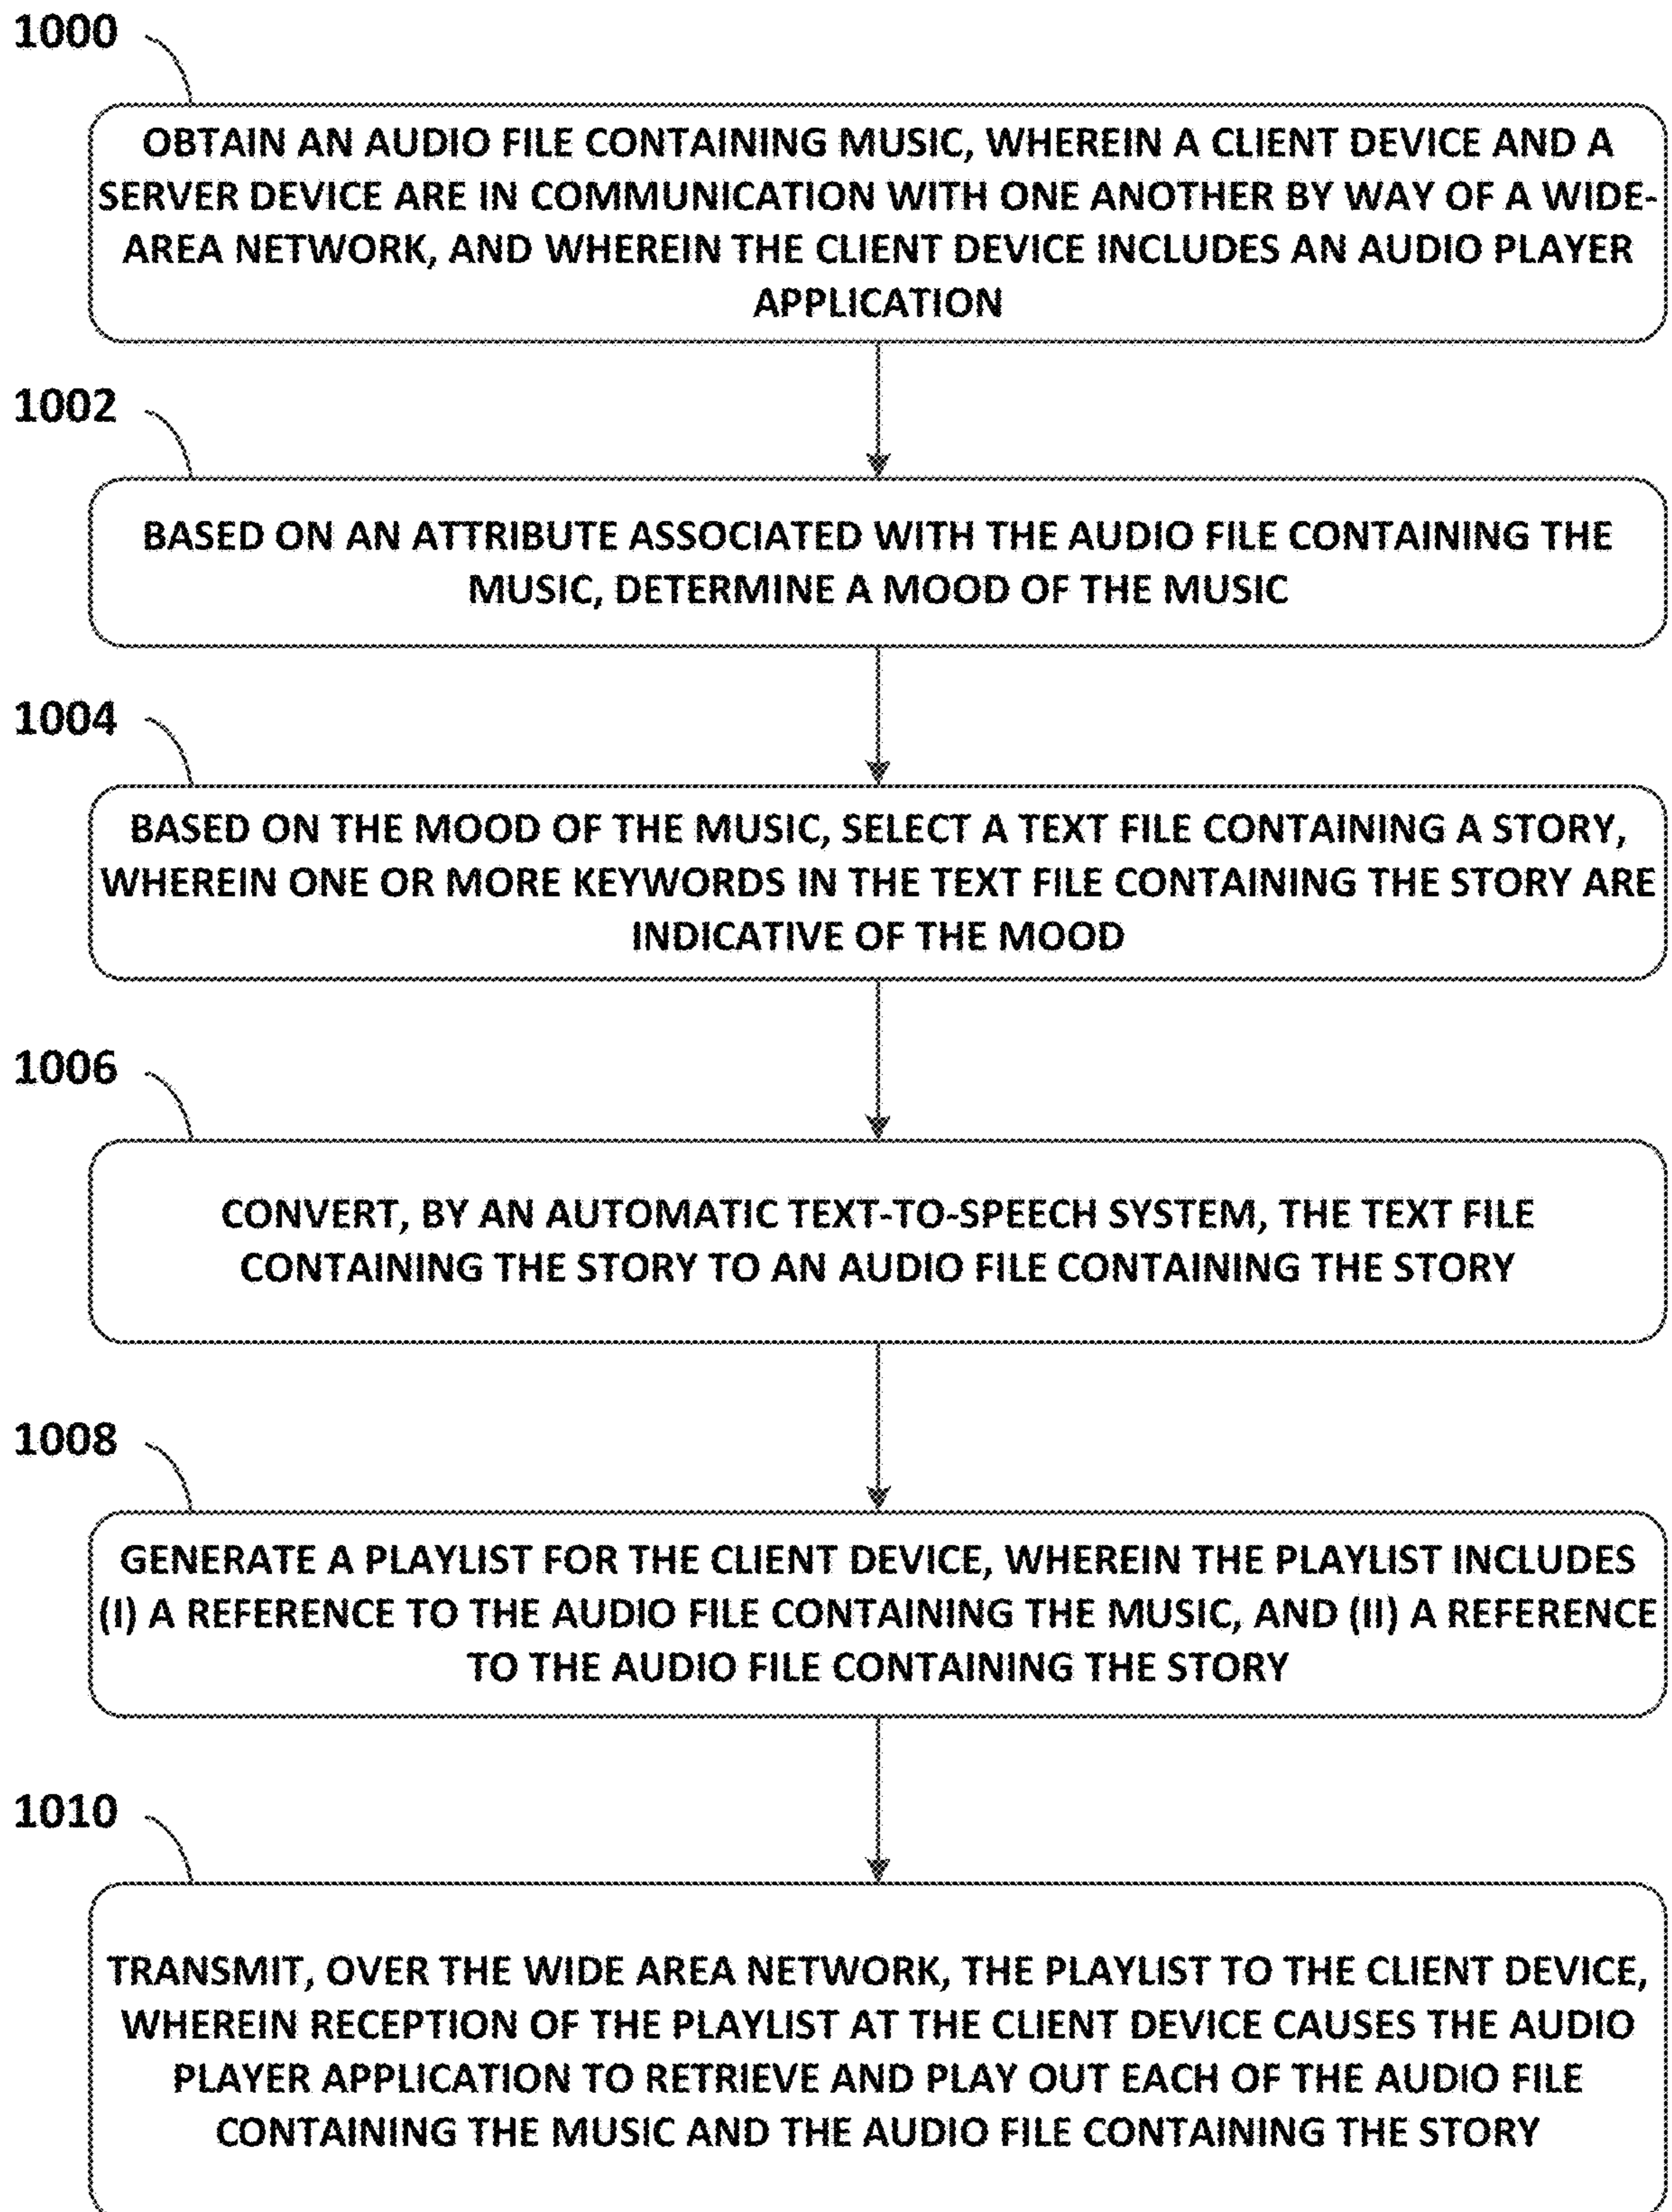 1000
OBTAIN AN AUDIO FILE CONTAINING MUSIC, WHEREIN A CLIENT DEVICE AND A
SERVER DEVICE ARE IN COMMUNICATION WITH ONE ANOTHER BY WAY OF A WIDE-
AREA NETWORK, AND WHEREIN THE CLIENT DEVICE INCLUDES AN AUDIO PLAYER
APPLICATION
1002
BASED ON AN ATTRIBUTE ASSOCIATED WITH THE AUDIO FILE CONTAINING THE
MUSIC, DETERMINE A MOOD OF THE MUSIC
1004
BASED ON THE MOOD OF THE MUSIC, SELECT A TEXT FILE CONTAINING A STORY,
WHEREIN ONE OR MORE KEYWORDS IN THE TEXT FILE CONTAINING THE STORY ARE
INDICATIVE OF THE MOOD
1006
CONVERT, BY AN AUTOMATIC TEXT-TO-SPEECH SYSTEM, THE TEXT FILE
CONTAINING THE STORY TO AN AUDIO FILE CONTAINING THE STORY
1008
GENERATE A PLAYLIST FOR THE CLIENT DEVICE, WHEREIN THE PLAYLIST INCLUDES
(I) A REFERENCE TO THE AUDIO FILE CONTAINING THE MUSIC, AND (II) A REFERENCE
TO THE AUDIO FILE CONTAINING THE STORY
1010
TRANSMIT, OVER THE WIDE AREA NETWORK, THE PLAYLIST TO THE CLIENT DEVICE,
WHEREIN RECEPTION OF THE PLAYLIST AT THE CLIENT DEVICE CAUSES THE AUDIO
PLAYER APPLICATION TO RETRIEVE AND PLAY OUT EACH OF THE AUDIO FILE
CONTAINING THE MUSIC AND THE AUDIO FILE CONTAINING THE STORY